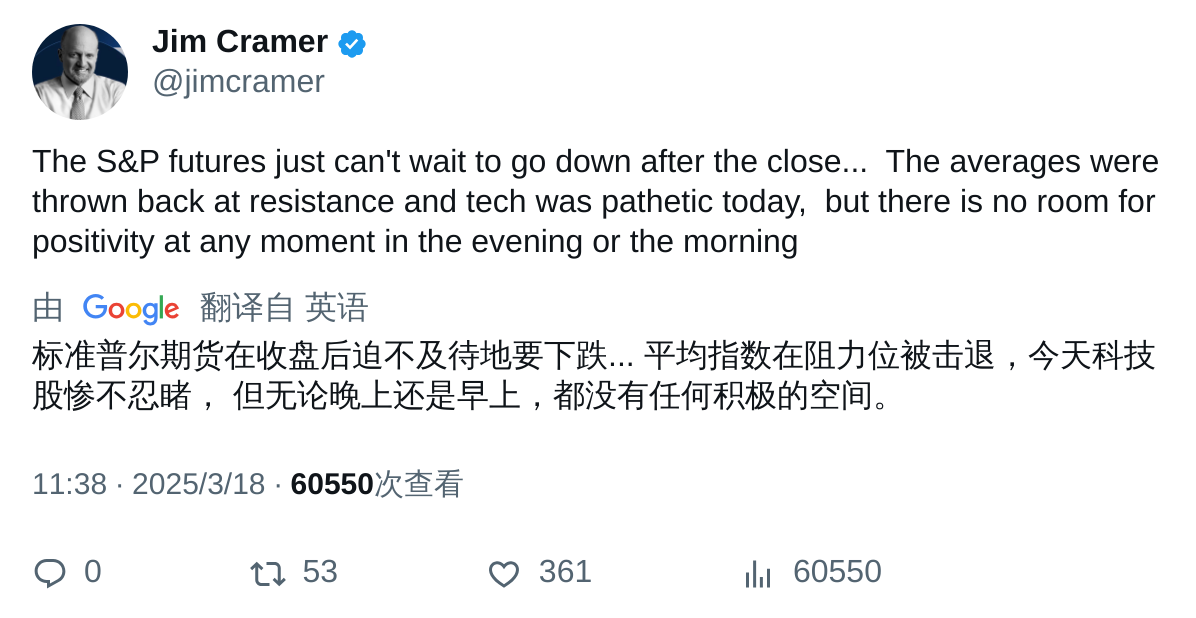 Jim Cramer
@jimcramer
The S&P futures just can't wait to go down after the close...  The averages were
thrown back at resistance and tech was pathetic today,  but there is no room for
positivity at any moment in the evening or the morning
由 Google 翻译自 英语
标准普尔期货在收盘后迫不及待地要下跌... 平均指数在阻力位被击退，今天科技
股惨不忍睹， 但无论晚上还是早上，都没有任何积极的空间。
11:38 · 2025/3/18 · 60550次查看
0 53 361 60550